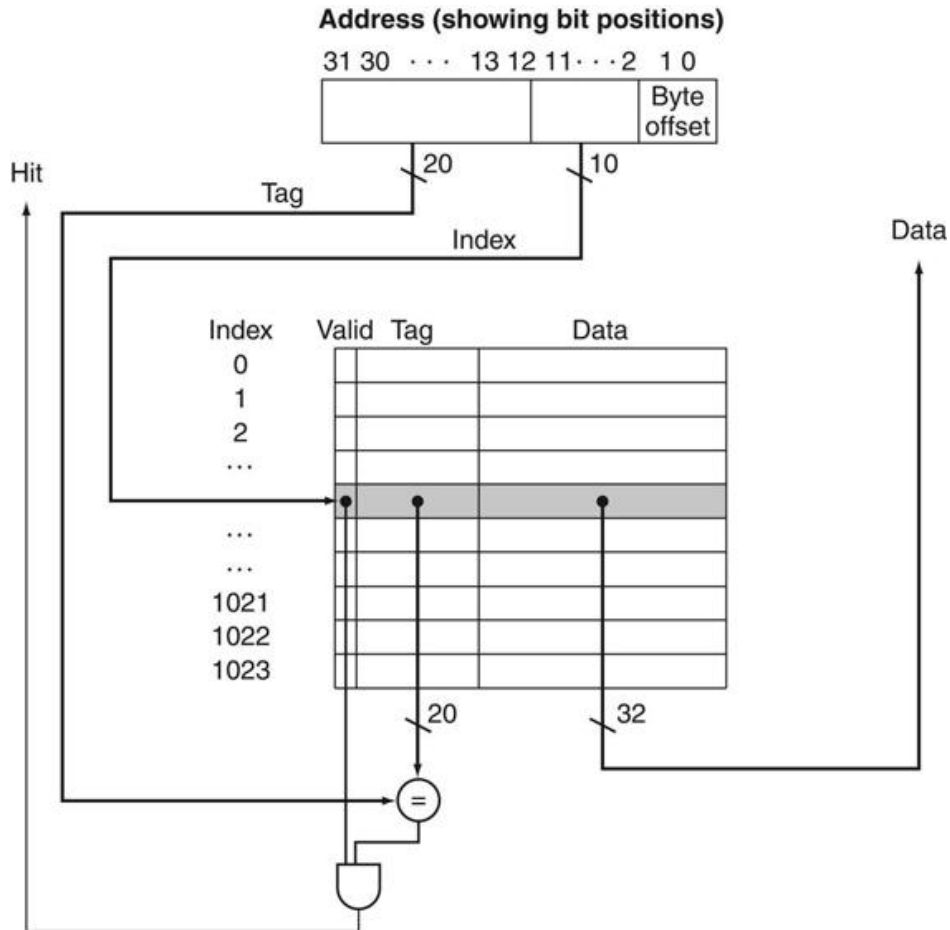 Address (showing bit positions)
31 30 · · · 13 12 11 · · · 2 1 0
Byte
offset
20
10
Hit
Tag
Index
Data
Index Valid Tag Data
0
1
2
...
...
...
1021
1022
1023
20
32
=